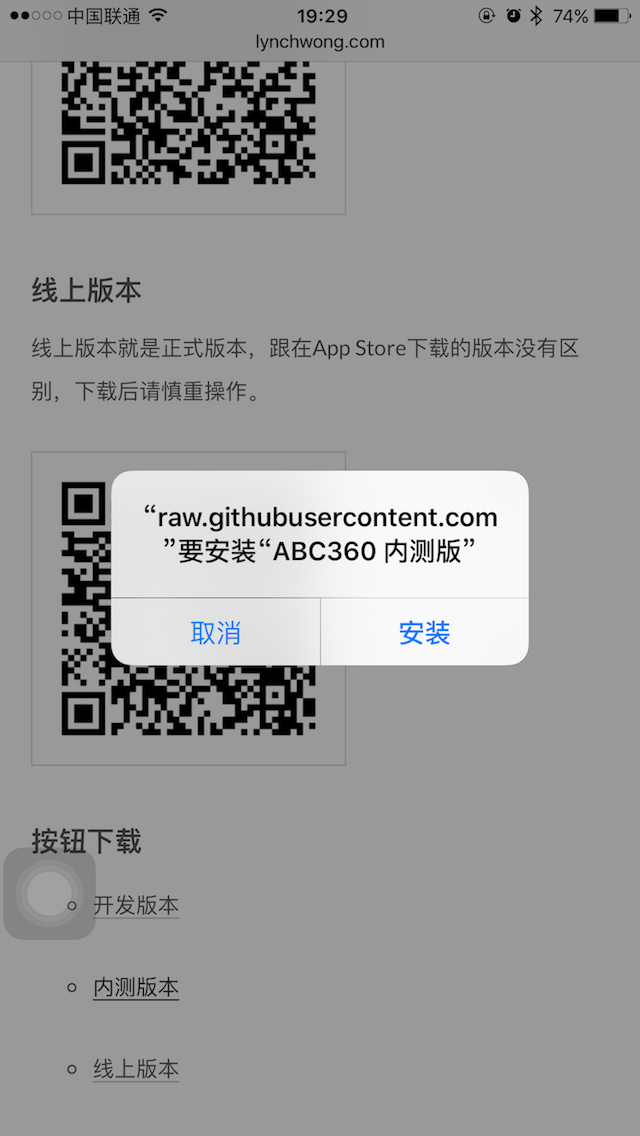 中国联通
19:29
74%
lynchwong.com
线上版本
线上版本就是正式版本，跟在App Store下载的版本没有区
别，下载后请慎重操作。
“raw.githubusercontent.com
”要安装“ABC360 内测版”
取消
安装
按钮下载
开发版本
内测版本
线上版本